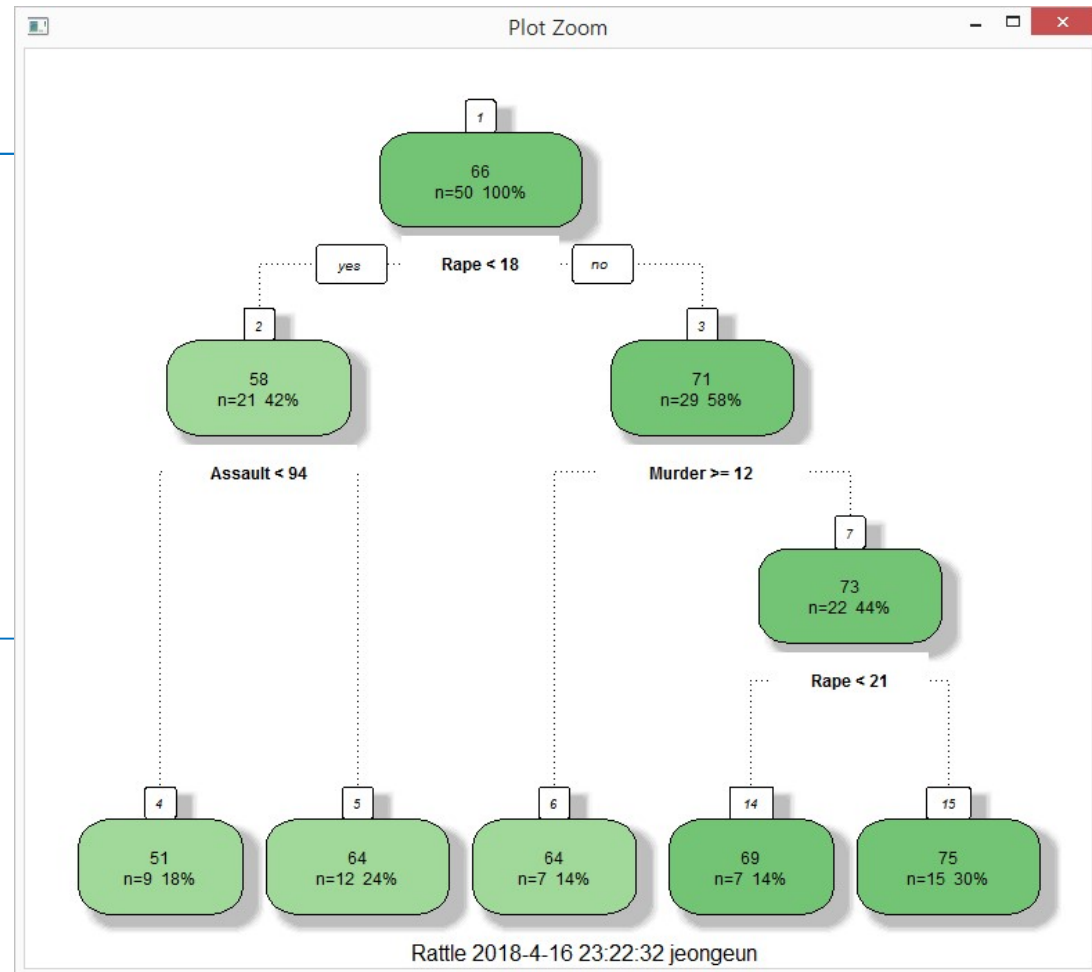 Plot Zoom
1
66
n=50 100%
yes
Rape < 18
no
2
58
n=21 42%
3
71
n=29 58%
Assault < 94
Murder >= 12
7
73
n=22 44%
Rape < 21
4
51
n=9 18%
5
64
n=12 24%
6
64
n=7 14%
14
69
n=7 14%
15
75
n=15 30%
Rattle 2018-4-16 23:22:32 jeongeun